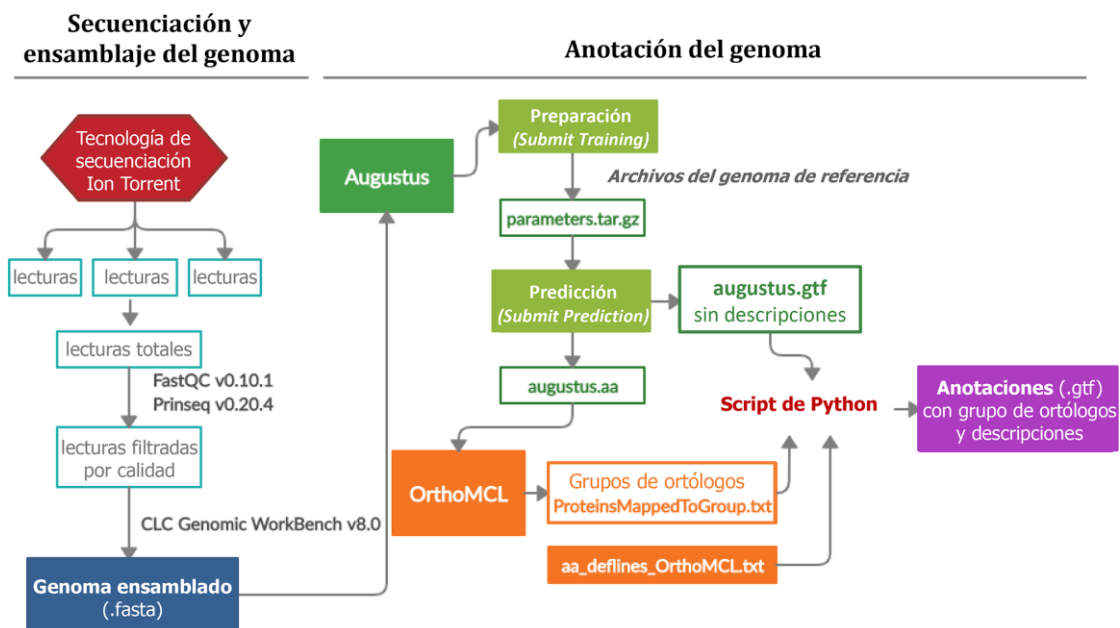 Secuenciación y
ensamblaje del genoma
Anotación del genoma
Tecnología de
secuenciación
Ion Torrent
lecturas
lecturas
lecturas
lecturas totales
FastQC v0.10.1
Prinseq v0.20.4
lecturas filtradas
por calidad
CLC Genomic WorkBench v8.0
Genoma ensamblado
(.fasta)
Augustus
Preparación
(Submit Training)
Archivos del genoma de referencia
parameters.tar.gz
Predicción
(Submit Prediction)
augustus.gtf
sin descripciones
augustus.aa
OrthoMCL
Grupos de ortólogos
ProteinsMappedToGroup.txt
aa_deflines_OrthoMCL.txt
Script de Python
Anotaciones (.gtf)
con grupo de ortólogos
y descripciones